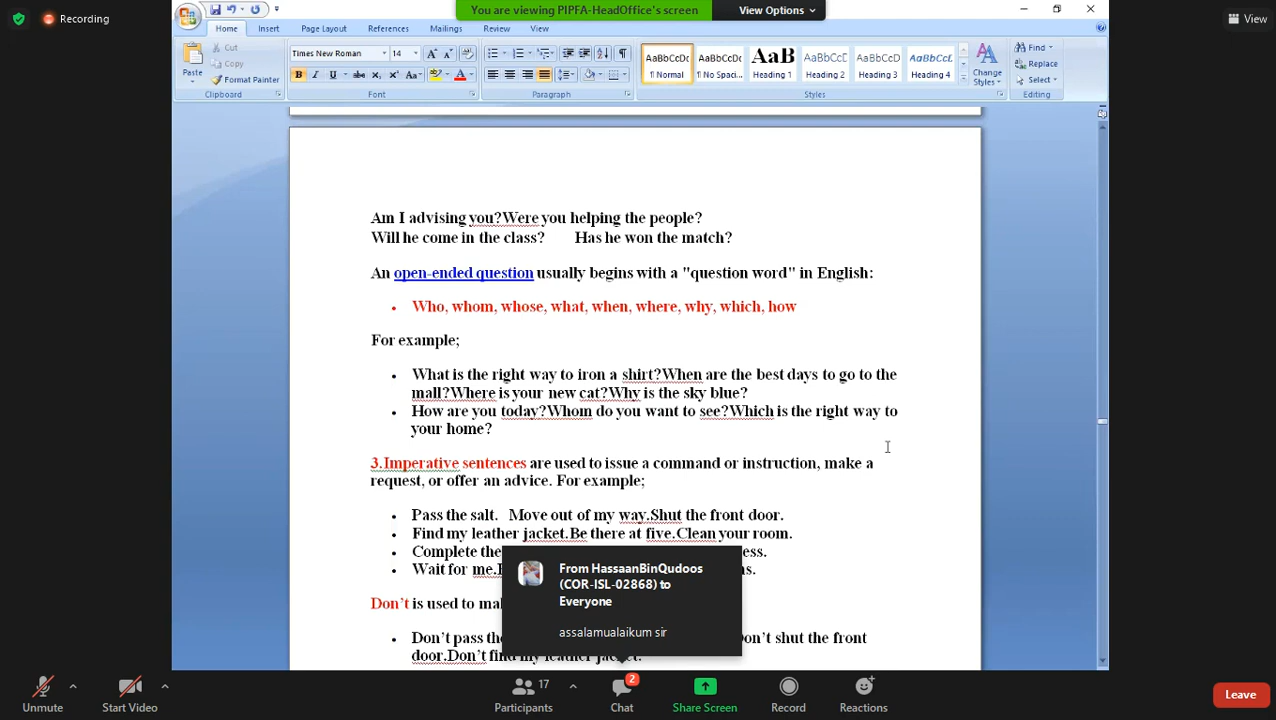 Recording
You are viewing PIPFA-HeadOffice's screen
View Options
View
Home Insert Page Layout References Mailings Review View
Paste
Cut
Copy
Format Painter
Clipboard
Times New Roman 14
Font
Paragraph
AaBbCcDc AaBbCcDc AaB AaBbCc AaBbCcD AaBbCcL
¶ Normal ¶ No Spaci... Heading 1 Heading 2 Heading 3 Heading 4
Change Styles
Styles
Find
Replace
Select
Editing
Am I advising you?Were you helping the people?
Will he come in the class? Has he won the match?
An open-ended question usually begins with a "question word" in English:
• Who, whom, whose, what, when, where, why, which, how
For example;
• What is the right way to iron a shirt?When are the best days to go to the
mall?Where is your new cat?Why is the sky blue?
• How are you today?Whom do you want to see?Which is the right way to
your home?
3.Imperative sentences are used to issue a command or instruction, make a
request, or offer an advice. For example;
• Pass the salt. Move out of my way.Shut the front door.
• Find my leather jacket.Be there at five.Clean your room.
• Complete the
• Wait for me.
Don't is used to
• Don't pass the
on't shut the front
door.Don't find my leather jacket.
From HassaanBinQudoos
(COR-ISL-02868) to
Everyone
assalamualaikum sir
Unmute
Start Video
17
Participants
2
Chat
Share Screen
Record
Reactions
Leave